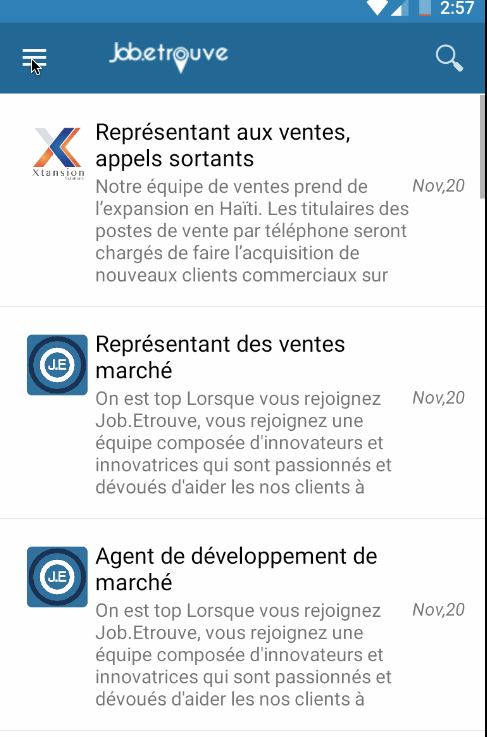 2:57
Job.etrouve
Représentant aux ventes,
appels sortants
Notre équipe de ventes prend de
Nov,20
l’expansion en Haïti. Les titulaires des
postes de vente par téléphone seront
chargés de faire l’acquisition de
nouveaux clients commerciaux sur
Xtansion
Représentant des ventes
marché
J.E
On est top Lorsque vous rejoignez
Nov,20
Job.Etrouve, vous rejoignez une
équipe composée d'innovateurs et
innovatrices qui sont passionnés et
dévoués d'aider les nos clients à
Agent de développement de
marché
J.E
On est top Lorsque vous rejoignez
Nov,20
Job.Etrouve, vous rejoignez une
équipe composée d'innovateurs et
innovatrices qui sont passionnés et
dévoués d'aider les nos clients à